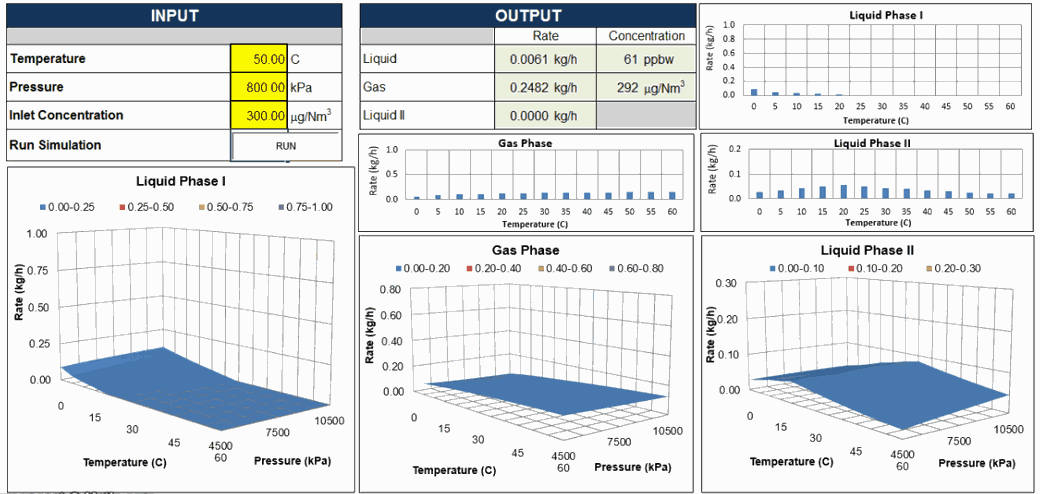 INPUT
Temperature 50.00 C
Pressure 800.00 kPa
Inlet Concentration 300.00 µg/Nm³
Run Simulation RUN
OUTPUT
Rate Concentration
Liquid 0.0061 kg/h 61 ppbw
Gas 0.2482 kg/h 292 µg/Nm³
Liquid II 0.0000 kg/h
Liquid Phase I
Rate (kg/h)
1.0
0.8
0.6
0.4
0.2
0.0
0 5 10 15 20 25 30 35 40 45 50 55 60
Temperature (C)
Gas Phase
Rate (kg/h)
1.0
0.5
0.0
0 5 10 15 20 25 30 35 40 45 50 55 60
Temperature (C)
Liquid Phase II
Rate (kg/h)
0.2
0.1
0.0
0 5 10 15 20 25 30 35 40 45 50 55 60
Temperature (C)
Liquid Phase I
0.00-0.25 0.25-0.50 0.50-0.75 0.75-1.00
Rate (kg/h)
1.00
0.75
0.50
0.25
0.00
0
15
30
45
60
4500
7500
10500
Temperature (C)
Pressure (kPa)
Gas Phase
0.00-0.20 0.20-0.40 0.40-0.60 0.60-0.80
Rate (kg/h)
0.80
0.60
0.40
0.20
0.00
0
15
30
45
60
4500
7500
10500
Temperature (C)
Pressure (kPa)
Liquid Phase II
0.00-0.10 0.10-0.20 0.20-0.30
Rate (kg/h)
0.30
0.20
0.10
0.00
0
15
30
45
60
4500
7500
10500
Temperature (C)
Pressure (kPa)